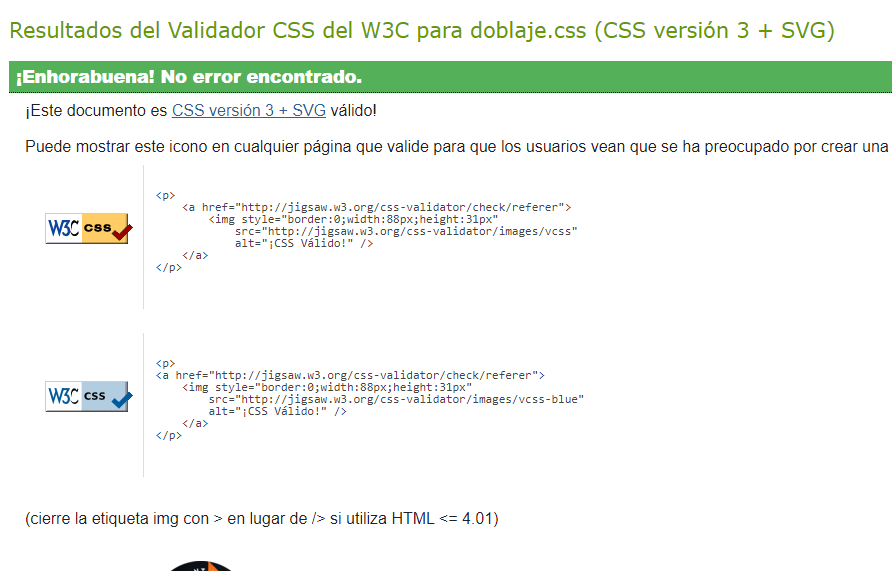 Resultados del Validador CSS del W3C para doblaje.css (CSS versión 3 + SVG)
¡Enhorabuena! No error encontrado.
¡Este documento es CSS versión 3 + SVG válido!
Puede mostrar este icono en cualquier página que valide para que los usuarios vean que se ha preocupado por crear una
W3C css
<p>
<a href="http://jigsaw.w3.org/css-validator/check/referer">
<img style="border:0;width:88px;height:31px"
src="http://jigsaw.w3.org/css-validator/images/vcss"
alt="¡CSS Válido!" />
</a>
</p>
W3C css
<p>
<a href="http://jigsaw.w3.org/css-validator/check/referer">
<img style="border:0;width:88px;height:31px"
src="http://jigsaw.w3.org/css-validator/images/vcss-blue"
alt="¡CSS Válido!" />
</a>
</p>
(cierre la etiqueta img con > en lugar de /> si utiliza HTML <= 4.01)